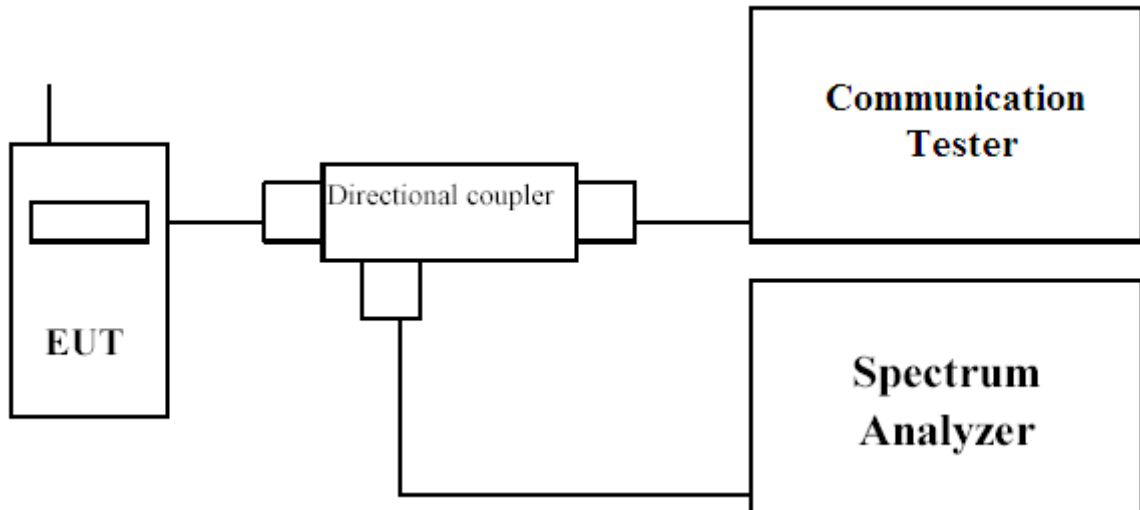 Communication
Tester
Directional coupler
EUT
Spectrum
Analyzer